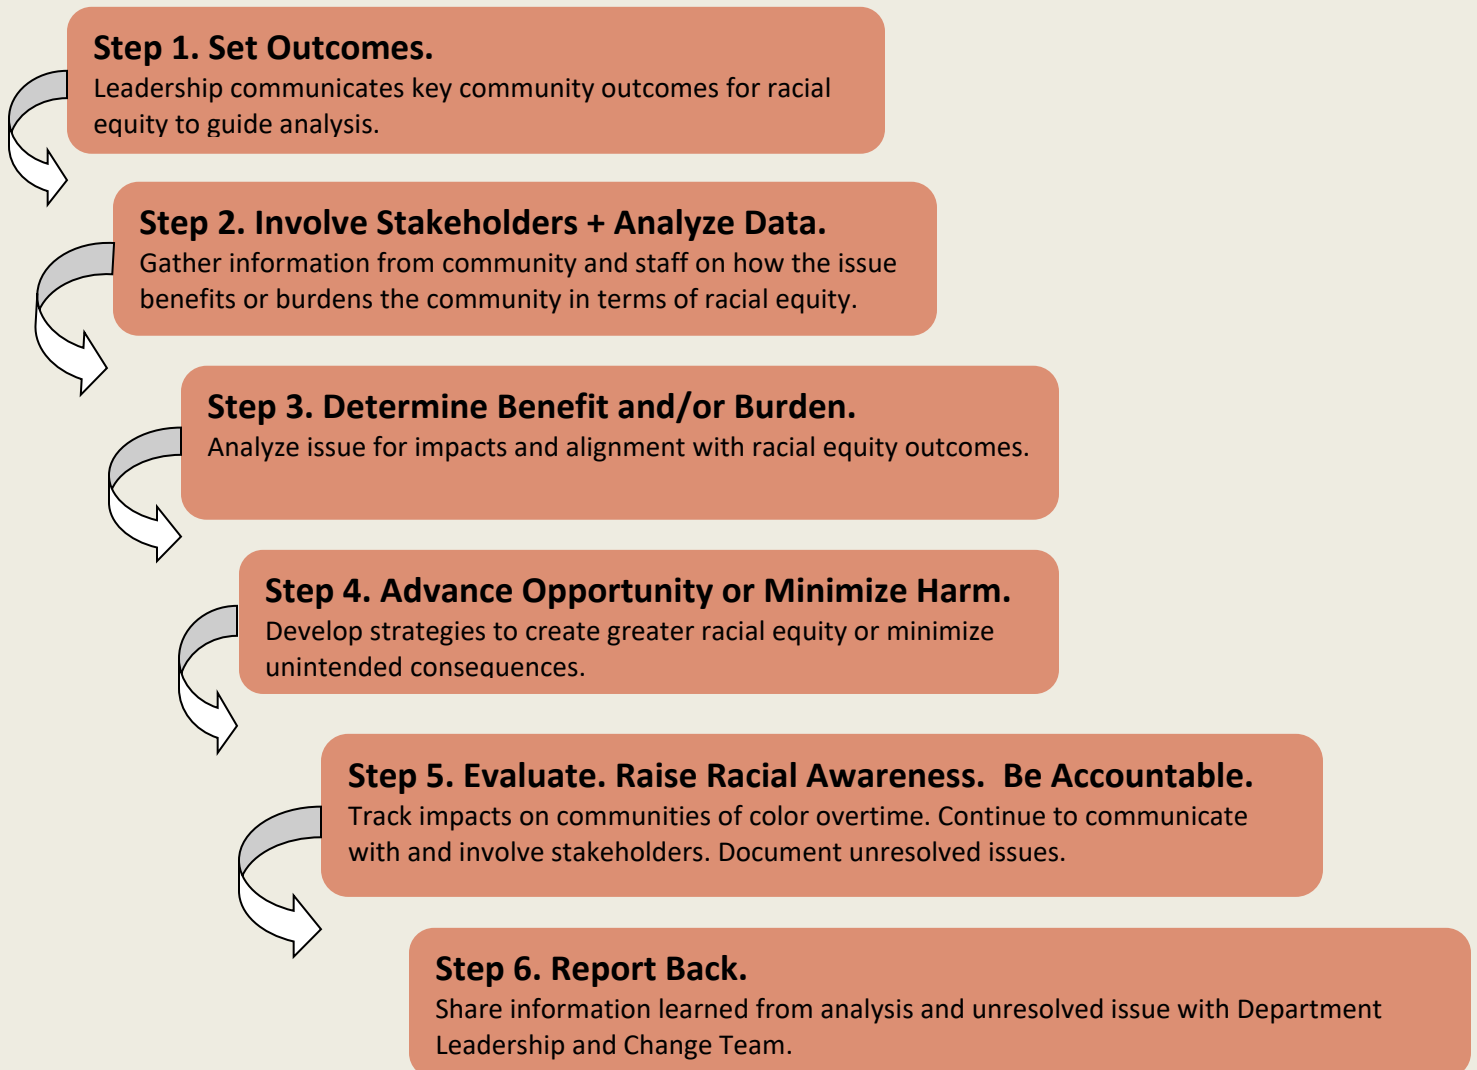 Step 1. Set Outcomes.
Leadership communicates key community outcomes for racial
equity to guide analysis.
Step 2. Involve Stakeholders + Analyze Data.
Gather information from community and staff on how the issue
benefits or burdens the community in terms of racial equity.
Step 3. Determine Benefit and/or Burden.
Analyze issue for impacts and alignment with racial equity outcomes.
Step 4. Advance Opportunity or Minimize Harm.
Develop strategies to create greater racial equity or minimize
unintended consequences.
Step 5. Evaluate. Raise Racial Awareness.  Be Accountable.
Track impacts on communities of color overtime. Continue to communicate
with and involve stakeholders. Document unresolved issues.
Step 6. Report Back.
Share information learned from analysis and unresolved issue with Department
Leadership and Change Team.